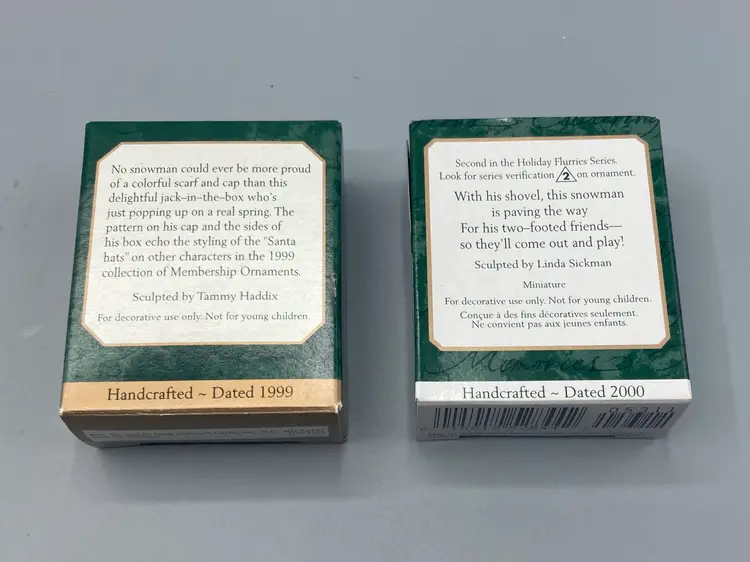 No snowman could ever be more proud
of a colorful scarf and cap than this
delightful jack-in-the-box who's
just popping up on a real spring. The
pattern on his cap and the sides of
his box echo the styling of the "Santa
hats" on other characters in the 1999
collection of Membership Ornaments.
Sculpted by Tammy Haddix
For decorative use only. Not for young children.
Handcrafted ~ Dated 1999
Second in the Holiday Flurries Series.
Look for series verification 2 on ornament.
With his shovel, this snowman
is paving the way
For his two-footed friends—
so they'll come out and play!
Sculpted by Linda Sickman
Miniature
For decorative use only. Not for young children.
Conçue à des fins décoratives seulement.
Ne convient pas aux jeunes enfants.
Memories
Handcrafted ~ Dated 2000